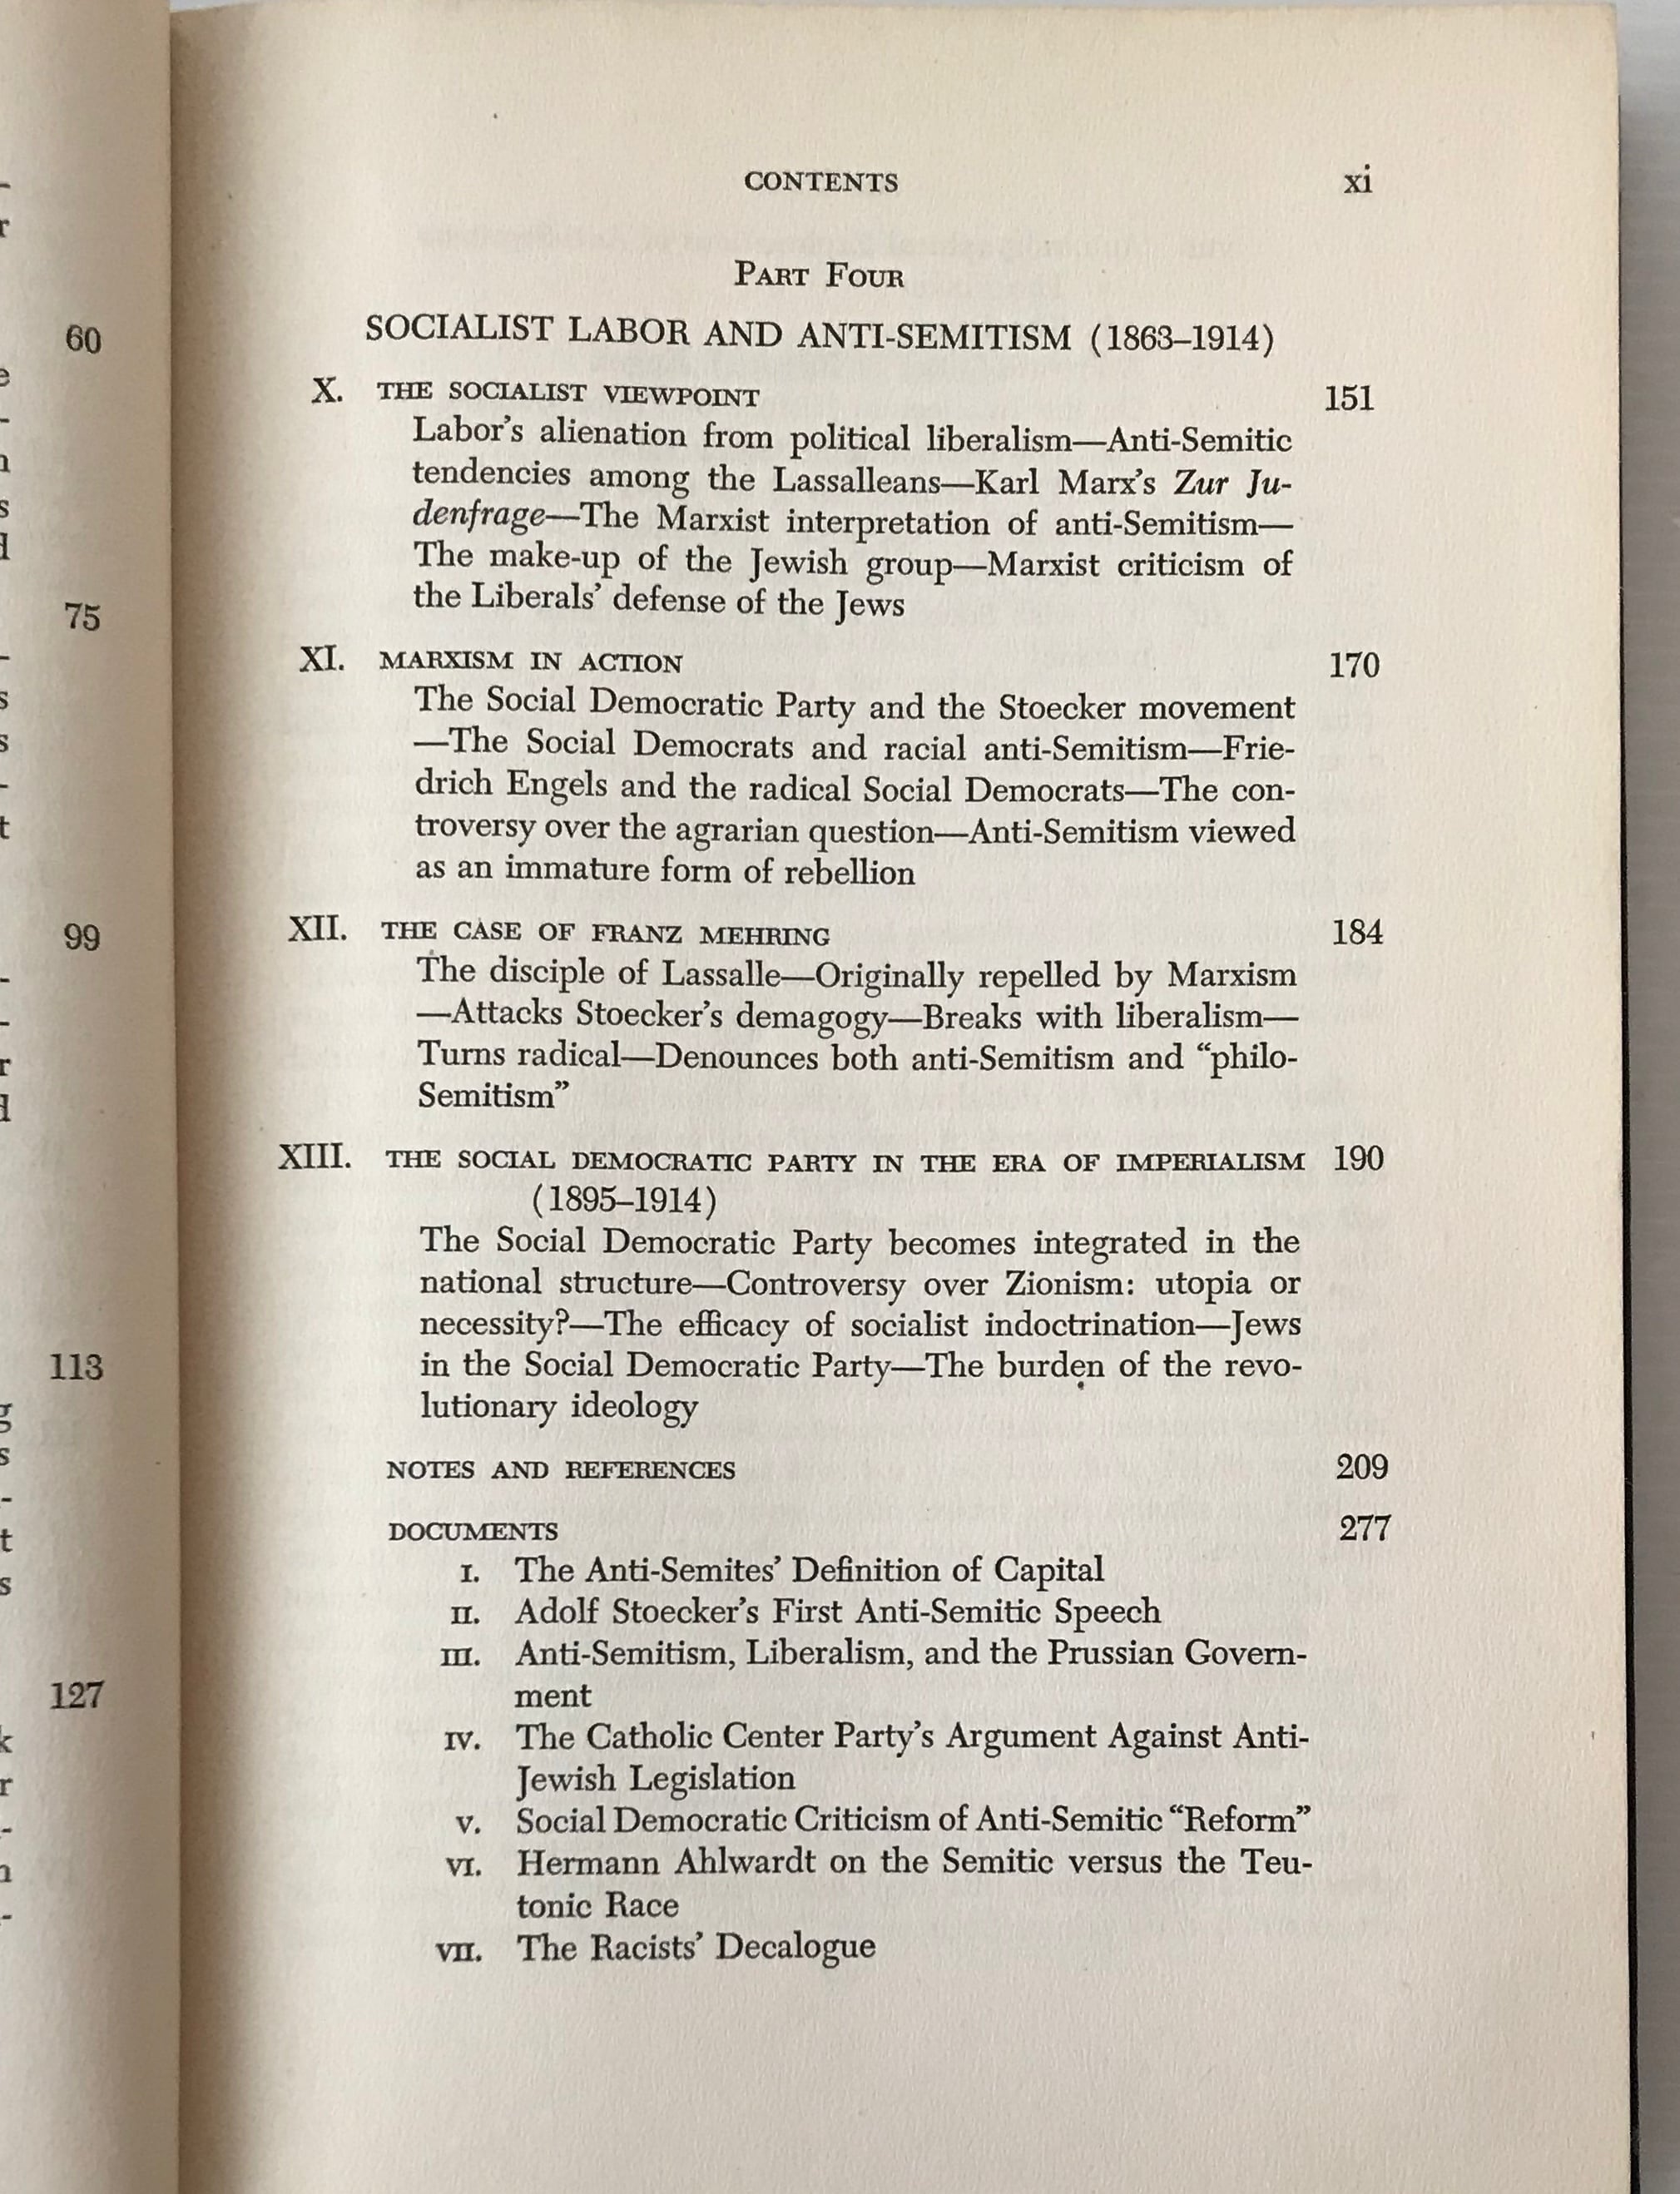 60
75
99
113
127
CONTENTS xi
PART FOUR
SOCIALIST LABOR AND ANTI-SEMITISM (1863–1914)
X. THE SOCIALIST VIEWPOINT 151
Labor's alienation from political liberalism—Anti-Semitic
tendencies among the Lassalleans—Karl Marx's Zur Ju-
denfrage—The Marxist interpretation of anti-Semitism—
The make-up of the Jewish group—Marxist criticism of
the Liberals' defense of the Jews
XI. MARXISM IN ACTION 170
The Social Democratic Party and the Stoecker movement
—The Social Democrats and racial anti-Semitism—Frie-
drich Engels and the radical Social Democrats—The con-
troversy over the agrarian question—Anti-Semitism viewed
as an immature form of rebellion
XII. THE CASE OF FRANZ MEHRING 184
The disciple of Lassalle—Originally repelled by Marxism
—Attacks Stoecker's demagogy—Breaks with liberalism—
Turns radical—Denounces both anti-Semitism and “philo-
Semitism”
XIII. THE SOCIAL DEMOCRATIC PARTY IN THE ERA OF IMPERIALISM 190
(1895–1914)
The Social Democratic Party becomes integrated in the
national structure—Controversy over Zionism: utopia or
necessity?—The efficacy of socialist indoctrination—Jews
in the Social Democratic Party—The burden of the revo-
lutionary ideology
NOTES AND REFERENCES 209
DOCUMENTS 277
I. The Anti-Semites' Definition of Capital
II. Adolf Stoecker's First Anti-Semitic Speech
III. Anti-Semitism, Liberalism, and the Prussian Govern-
ment
IV. The Catholic Center Party's Argument Against Anti-
Jewish Legislation
V. Social Democratic Criticism of Anti-Semitic “Reform”
VI. Hermann Ahlwardt on the Semitic versus the Teu-
tonic Race
VII. The Racists' Decalogue